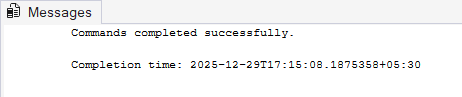 Messages
Commands completed successfully.
Completion time: 2025-12-29T17:15:08.1875358+05:30